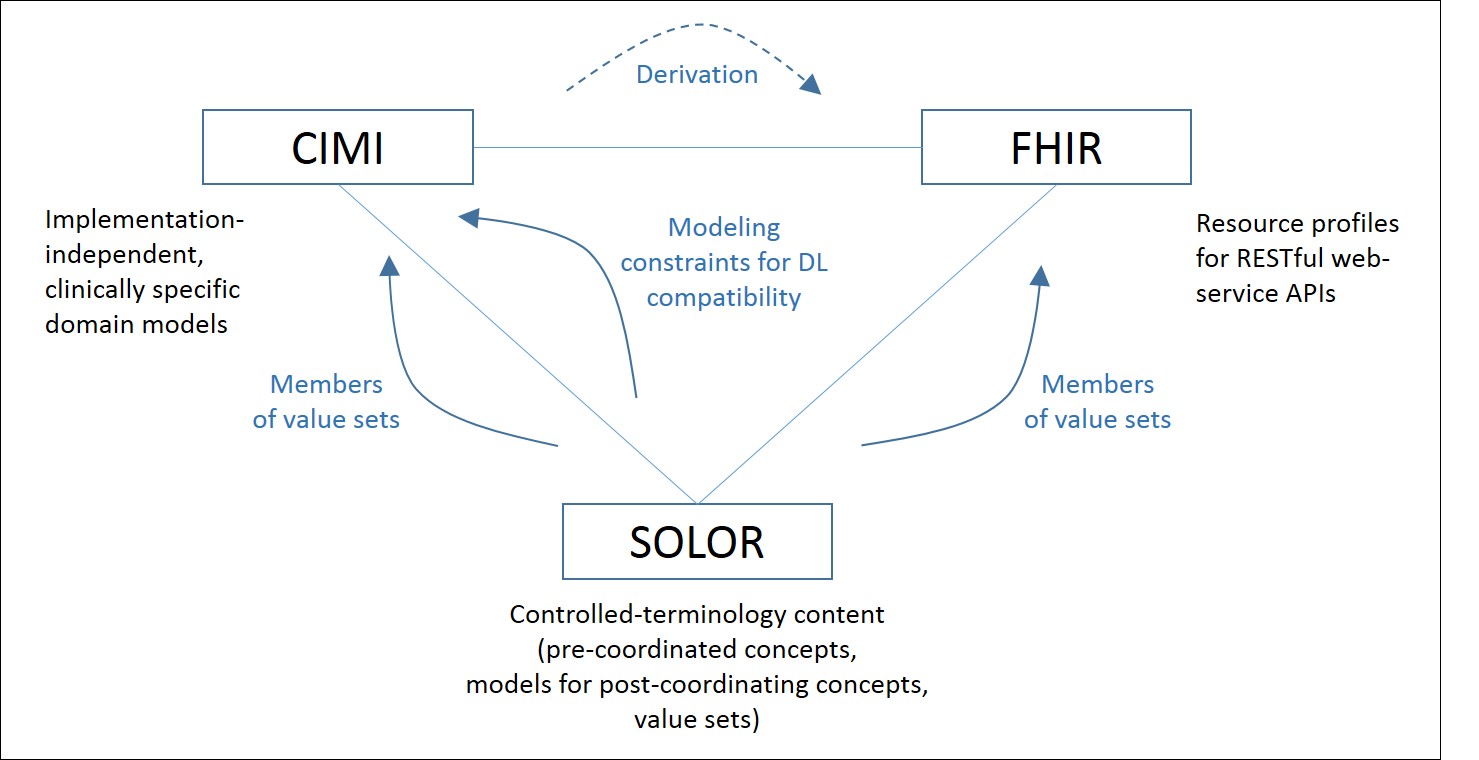 Derivation
CIMI
FHIR
Implementation-
independent,
clinically specific
domain models
Modeling
constraints for DL
compatibility
Resource profiles
for RESTful web-
service APIs
Members
of value sets
Members
of value sets
SOLOR
Controlled-terminology content
(pre-coordinated concepts,
models for post-coordinating concepts,
value sets)